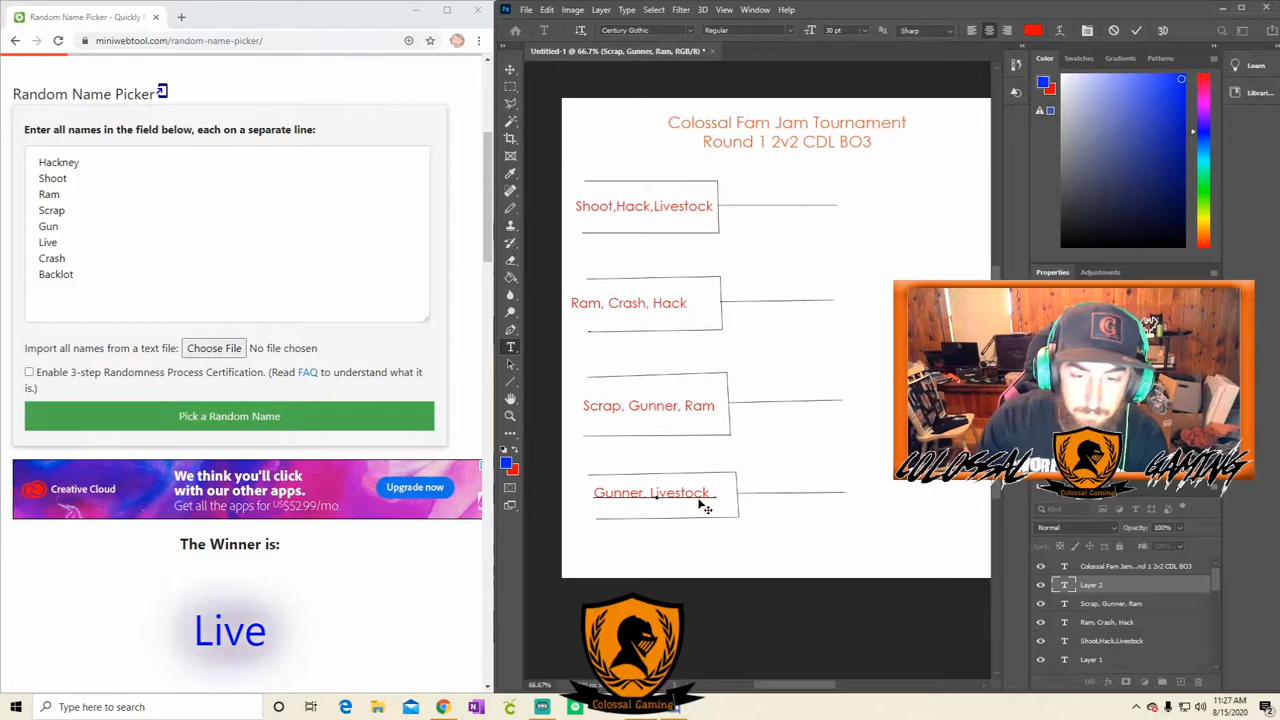 Random Name Picker - Quickly
miniwebtool.com/random-name-picker/
Random Name Picker
Enter all names in the field below, each on a separate line:
Hackney
Shoot
Ram
Scrap
Gun
Live
Crash
Backlot
Import all names from a text file: Choose File No file chosen
Enable 3-step Randomness Process Certification. (Read FAQ to understand what it
is.)
Pick a Random Name
Creative Cloud
We think you'll click
with our other apps.
Get all the apps for US$52.99/mo.
Upgrade now
The Winner is:
Live
Ps File Edit Image Layer Type Select Filter 3D View Window Help
Century Gothic Regular 30 pt Sharp 3D
Untitled-1 @ 66.7% (Scrap, Gunner, Ram, RGB/8) *
Colossal Fam Jam Tournament
Round 1 2v2 CDL BO3
Shoot,Hack,Livestock
Ram, Crash, Hack
Scrap, Gunner, Ram
Gunner, Livestock,
66.67%
Color Swatches Gradients Patterns
Learn
Librari...
Properties Adjustments
COLOSSAL GAMING
Colossal Gaming
Kind
Normal Opacity: 100%
Lock: Fill: 100%
Colossal Fam Jam...nd 1 2v2 CDL BO3
Layer 2
Scrap, Gunner, Ram
Ram, Crash, Hack
Shoot,Hack,Livestock
Layer 1
Colossal Gaming
Type here to search
11:27 AM
8/15/2020